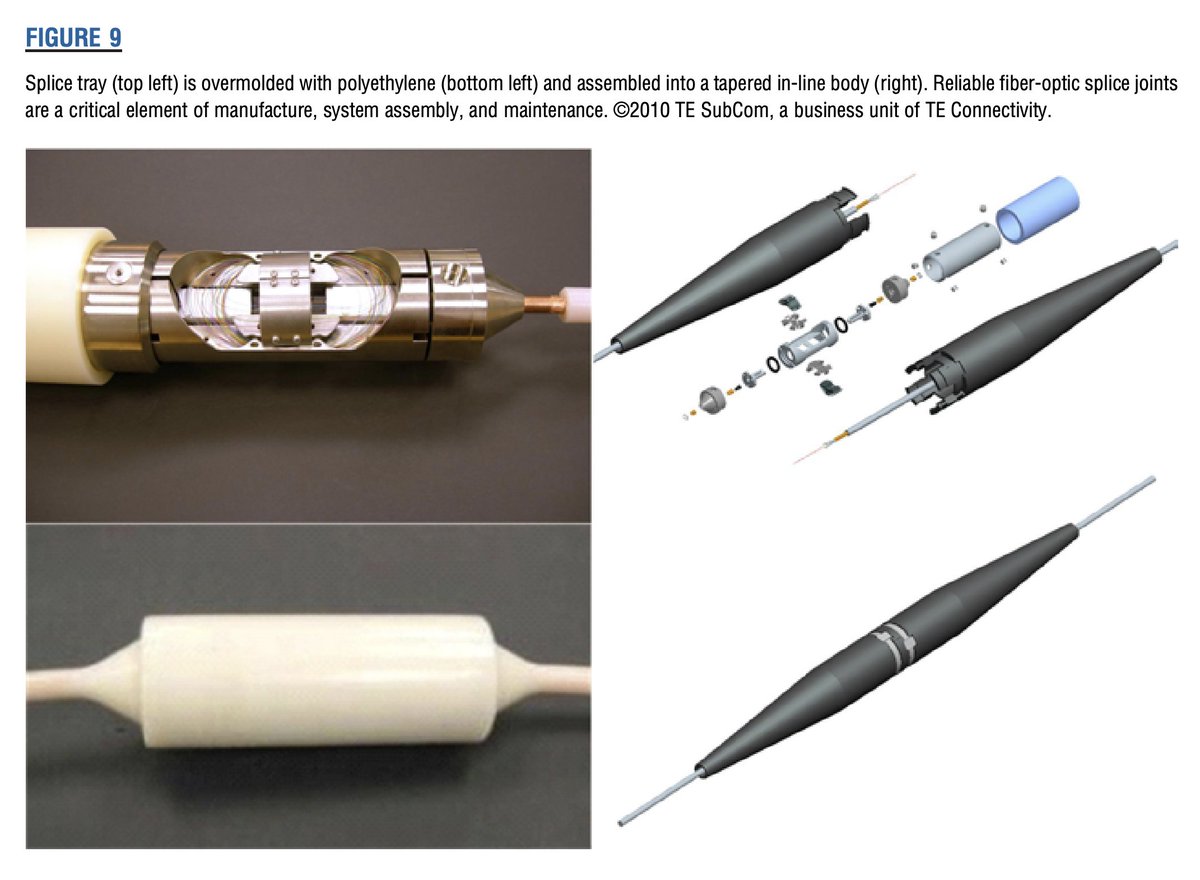 FIGURE 9
Splice tray (top left) is overmolded with polyethylene (bottom left) and assembled into a tapered in-line body (right). Reliable fiber-optic splice joints
are a critical element of manufacture, system assembly, and maintenance. ©2010 TE SubCom, a business unit of TE Connectivity.